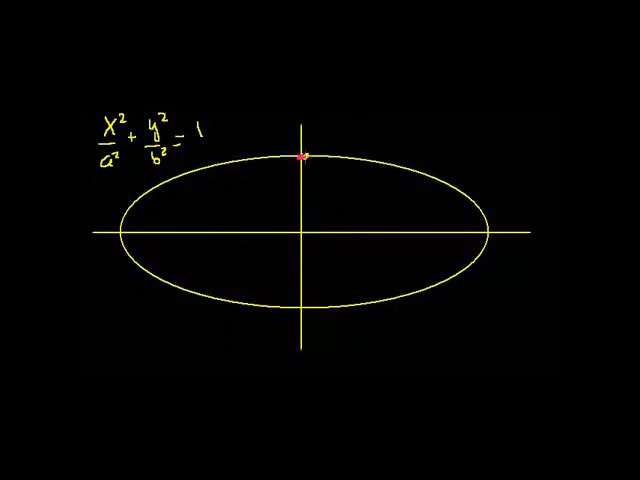 x²/a² + y²/b² = 1